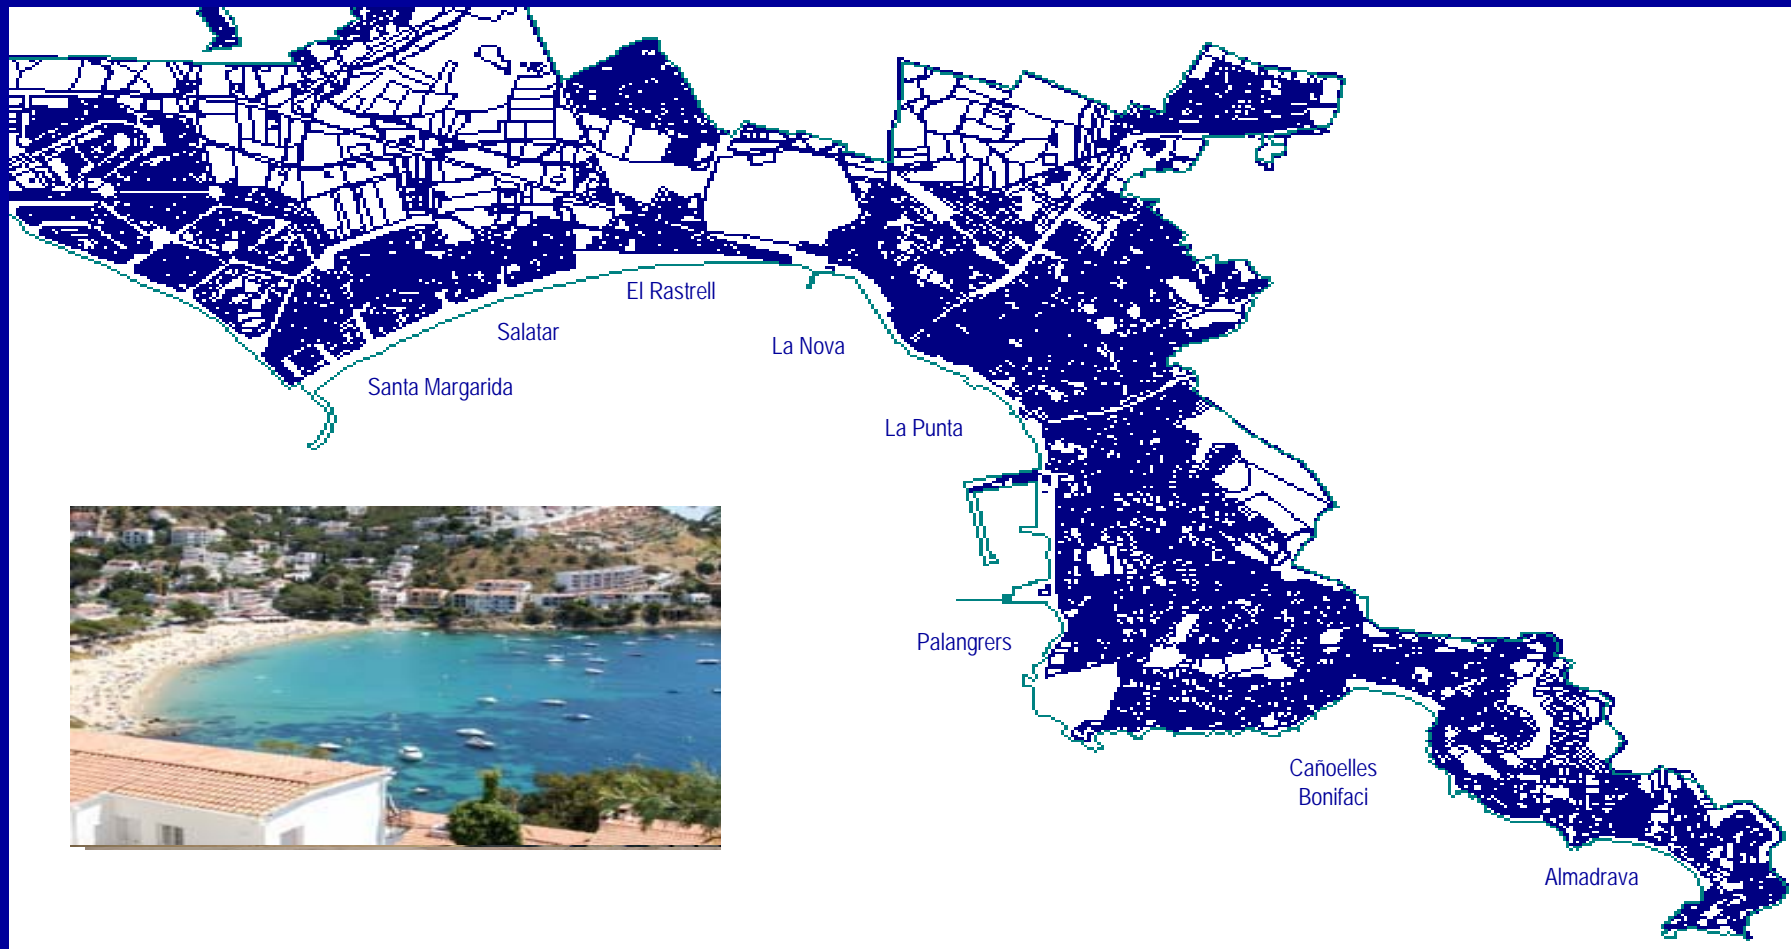 El Rastrell
Salatar
La Nova
Santa Margarida
La Punta
Palangrers
Cañoelles
Bonifaci
Almadrava